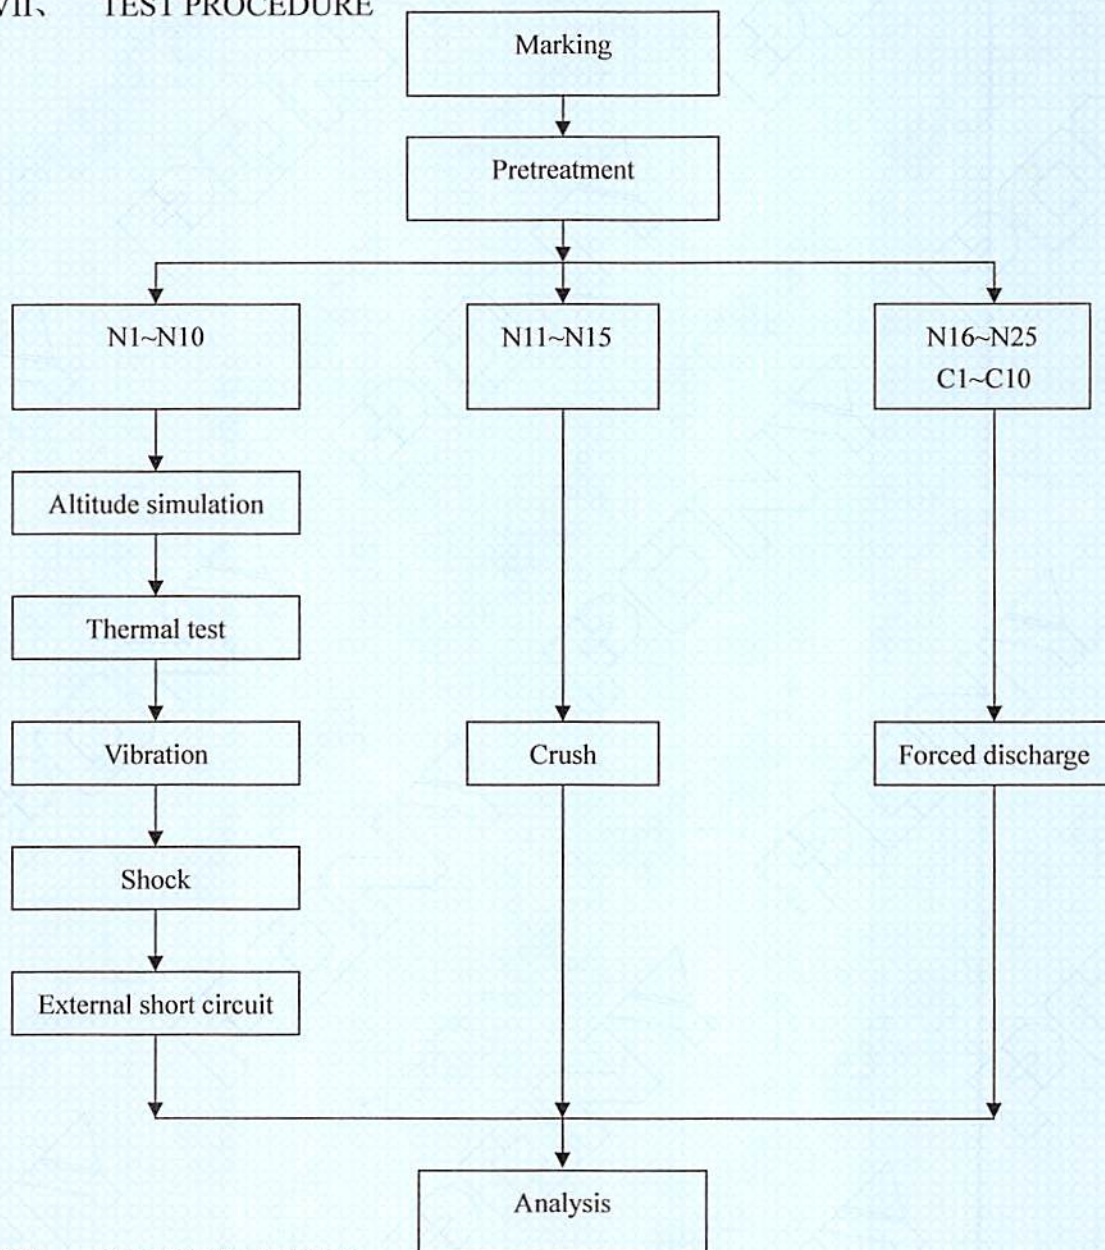 VII、 TEST PROCEDURE
Marking
Pretreatment
N1~N10
N11~N15
N16~N25
C1~C10
Altitude simulation
Thermal test
Vibration
Crush
Forced discharge
Shock
External short circuit
Analysis